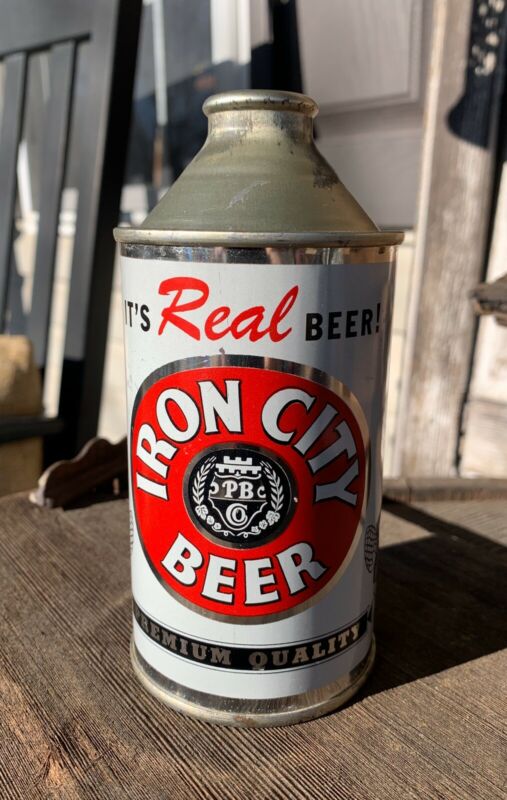 IT'S Real BEER!
IRON CITY
PBC
O
BEER
PREMIUM QUALITY